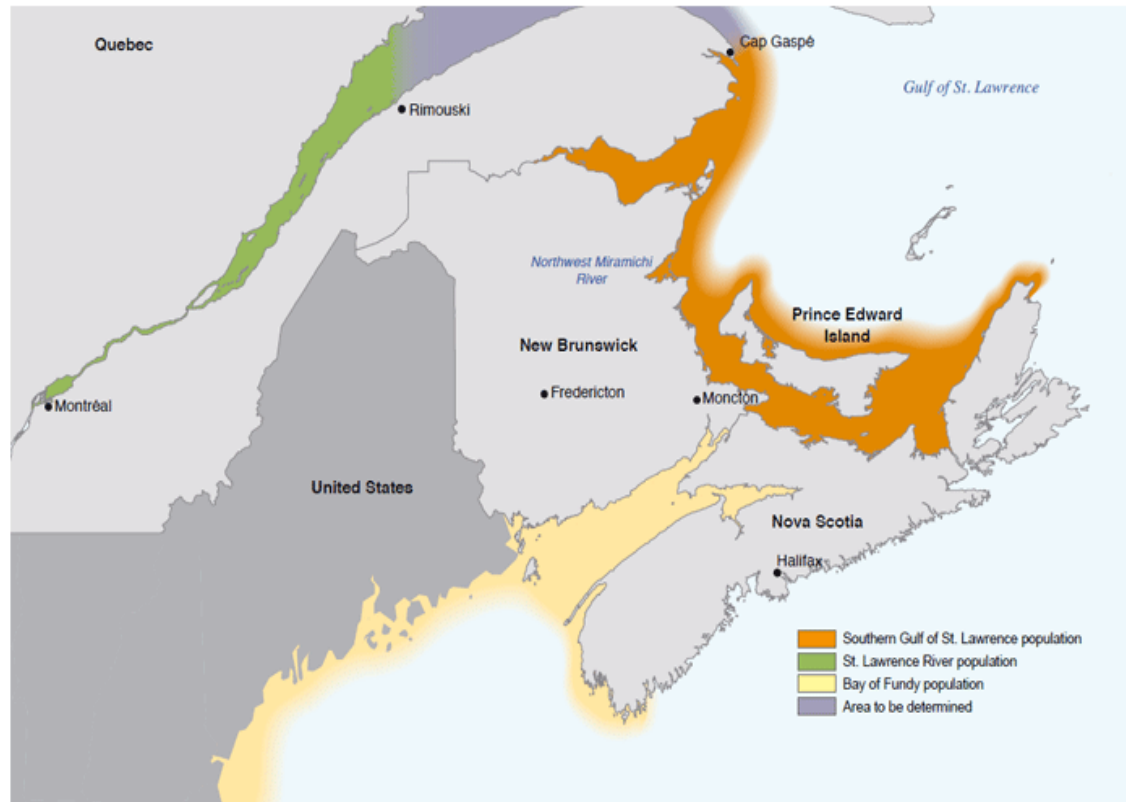 Quebec
Cap Gaspé
Gulf of St. Lawrence
Rimouski
Northwest Miramichi
River
Prince Edward
Island
New Brunswick
Fredericton
Moncton
Montréal
United States
Nova Scotia
Halifax
Southern Gulf of St. Lawrence population
St. Lawrence River population
Bay of Fundy population
Area to be determined